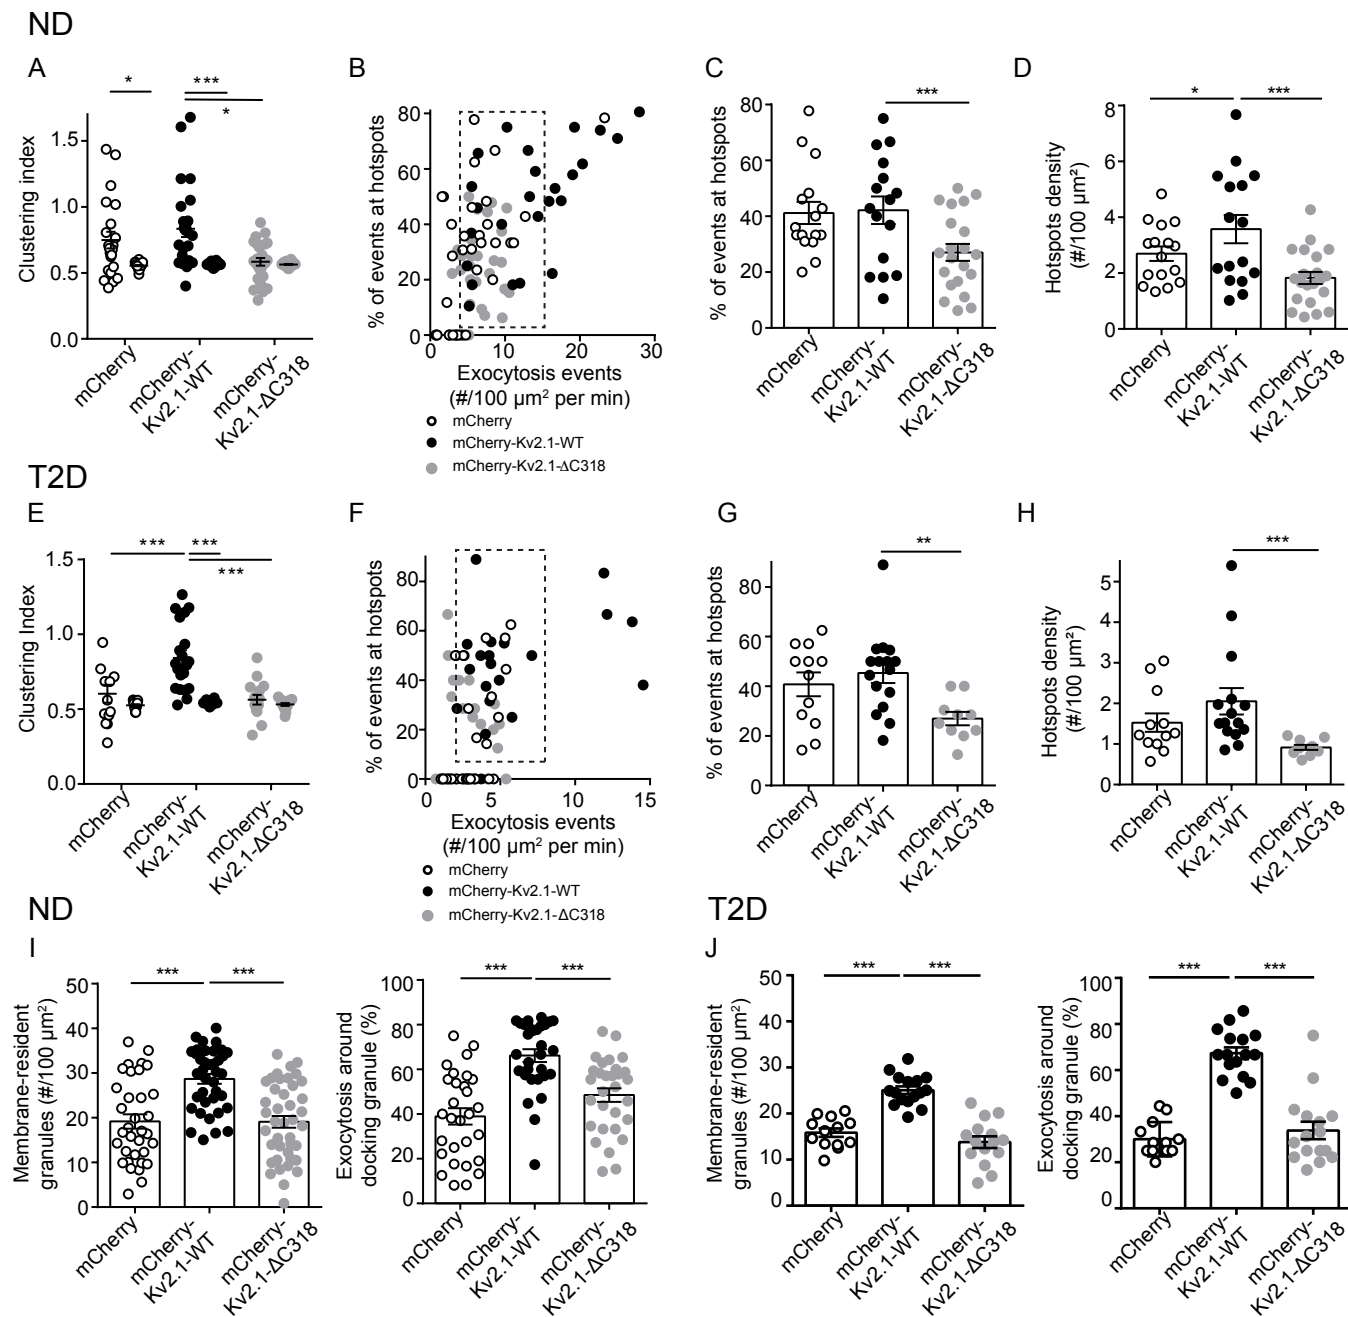 ND
A
B
C
D
*
***
*
***
*
***
Clustering index
1.5
1.0
0.5
0.0
mCherry
mCherry-
Kv2.1-WT
mCherry-
Kv2.1-ΔC318
% of events at hotspots
80
60
40
20
0
0
10
20
30
Exocytosis events
(#/100 µm² per min)
mCherry
mCherry-Kv2.1-WT
mCherry-Kv2.1-ΔC318
% of events at hotspots
80
60
40
20
0
mCherry
mCherry-
Kv2.1-WT
mCherry-
Kv2.1-ΔC318
Hotspots density
(#/100 µm²)
8
6
4
2
0
mCherry
mCherry-
Kv2.1-WT
mCherry-
Kv2.1-ΔC318
T2D
E
F
G
H
***
***
***
**
***
Clustering Index
1.5
1.0
0.5
0.0
mCherry
mCherry-
Kv2.1-WT
mCherry-
Kv2.1-ΔC318
% of events at hotspots
80
60
40
20
0
0
5
10
15
Exocytosis events
(#/100 µm² per min)
mCherry
mCherry-Kv2.1-WT
mCherry-Kv2.1-ΔC318
% of events at hotspots
80
60
40
20
0
mCherry
mCherry-
Kv2.1-WT
mCherry-
Kv2.1-ΔC318
Hotspots density
(#/100 µm²)
5
4
3
2
1
0
mCherry
mCherry-
Kv2.1-WT
mCherry-
Kv2.1-ΔC318
ND
T2D
I
J
***
***
Membrane-resident
granules (#/100 µm²)
50
40
30
20
10
0
mCherry
mCherry-
Kv2.1-WT
mCherry-
Kv2.1-ΔC318
***
***
Exocytosis around
docking granule (%)
100
80
60
40
20
0
mCherry
mCherry-
Kv2.1-WT
mCherry-
Kv2.1-ΔC318
***
***
Membrane-resident
granules (#/100 µm²)
50
40
30
20
10
0
mCherry
mCherry-
Kv2.1-WT
mCherry-
Kv2.1-ΔC318
***
***
Exocytosis around
docking granule (%)
100
80
60
40
20
0
mCherry
mCherry-
Kv2.1-WT
mCherry-
Kv2.1-ΔC318